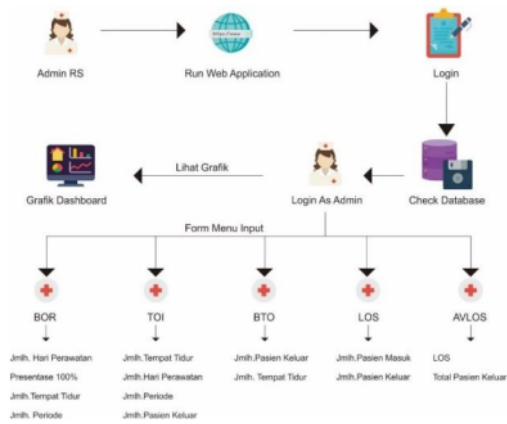 https://www
Admin RS
Run Web Application
Login
Lihat Grafik
Grafik Dashboard
Login As Admin
Check Database
Form Menu Input
BOR
TOI
BTO
LOS
AVLOS
Jmlh. Hari Perawatan
Presentase 100%
Jmlh.Tempat Tidur
Jmlh. Periode
Jmlh.Tempat Tidur
Jmlh.Hari Perawatan
Jmlh.Periode
Jmlh.Pasien Keluar
Jmlh.Pasien Keluar
Jmlh. Tempat Tidur
Jmlh.Pasien Masuk
Jmlh.Pasien Keluar
LOS
Total Pasien Keluar